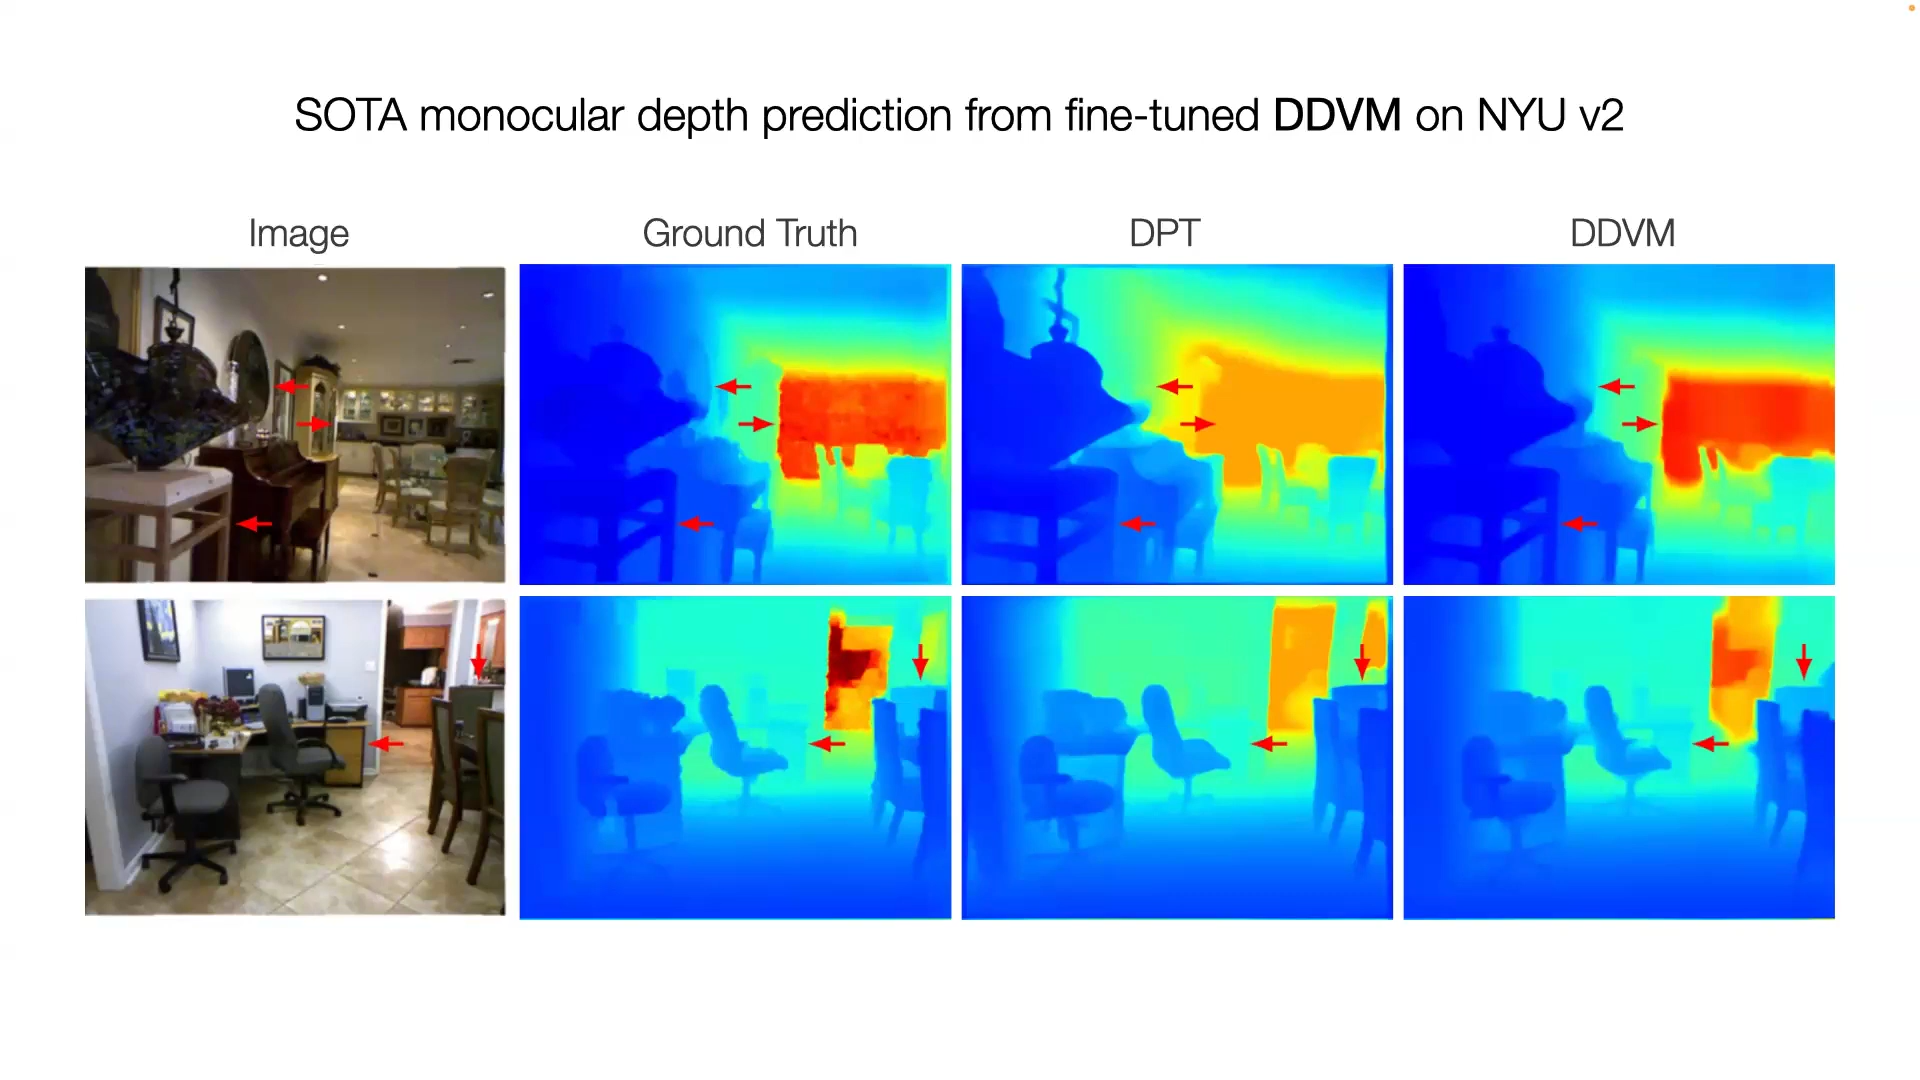 SOTA monocular depth prediction from fine-tuned DDVM on NYU v2
Image
Ground Truth
DPT
DDVM